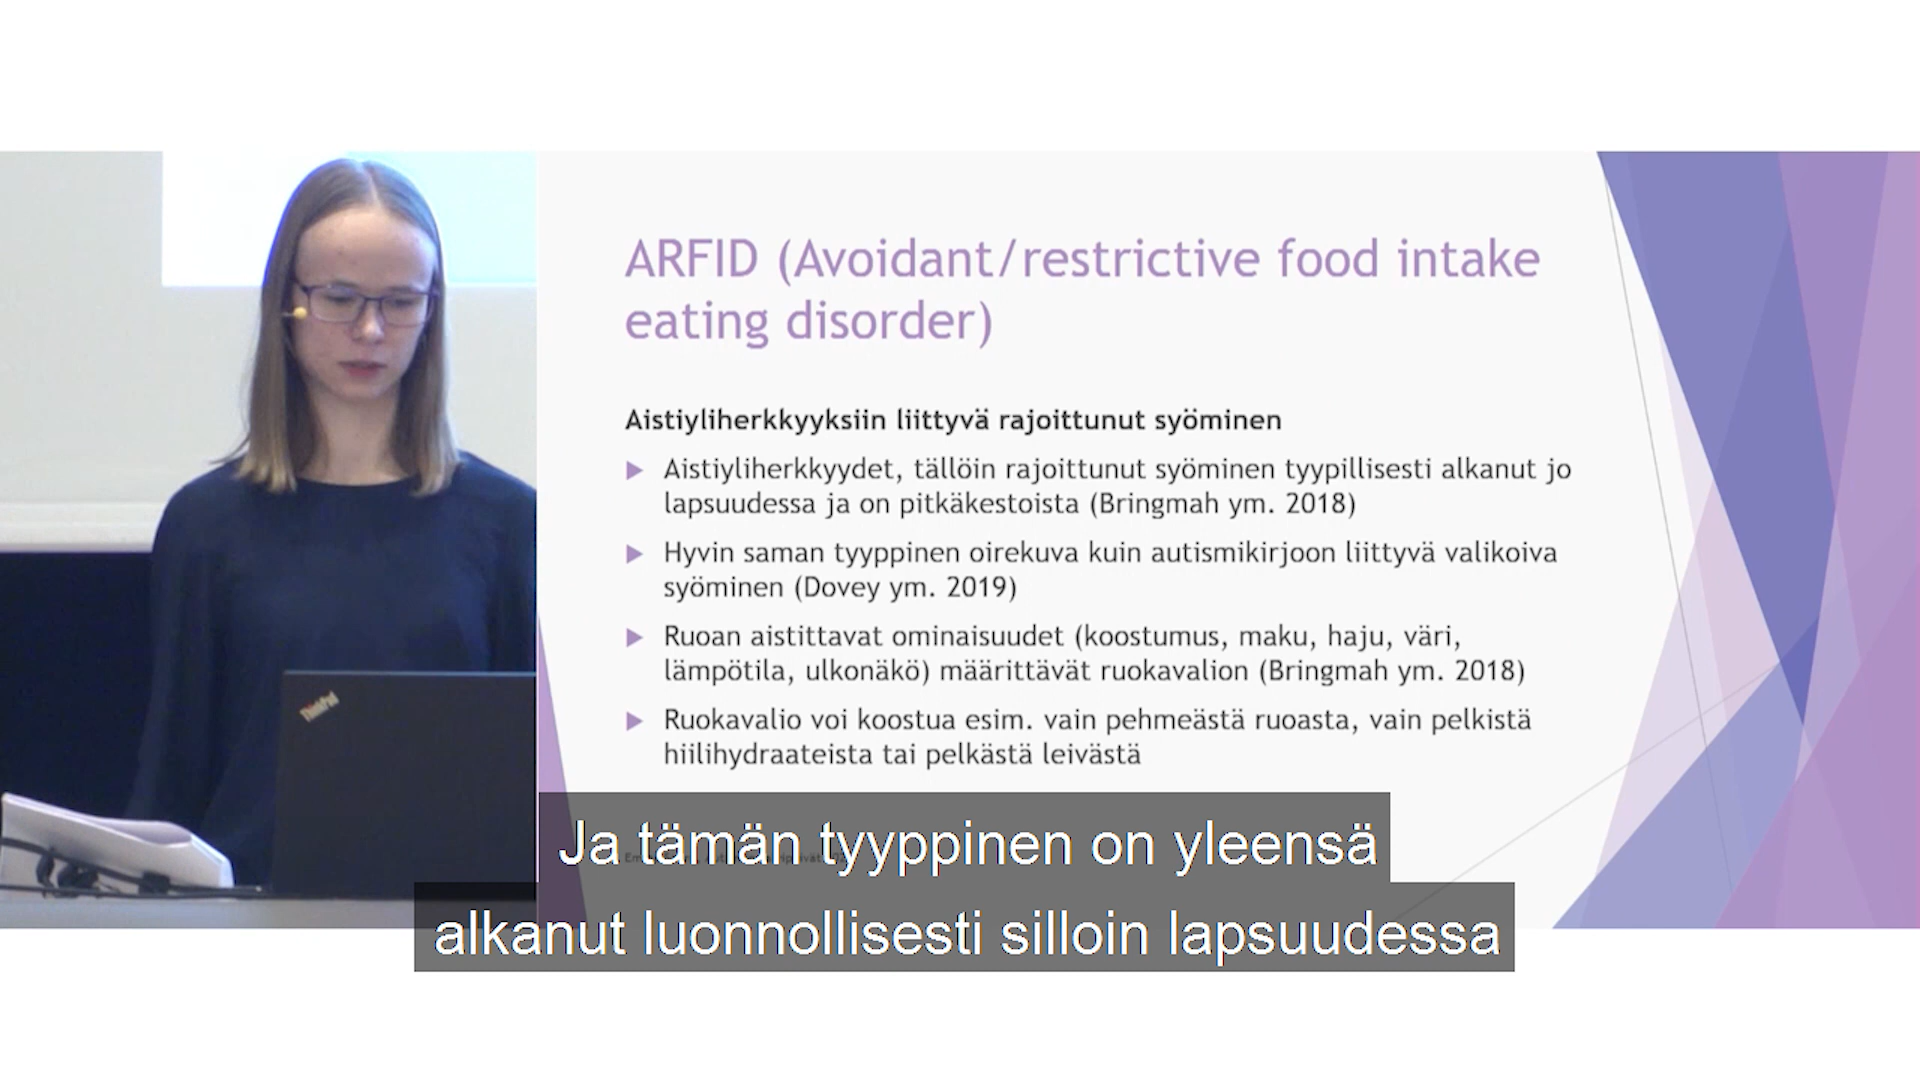 ARFID (Avoidant/restrictive food intake
eating disorder)
Aistiyliherkkyyksiin liittyvä rajoittunut syöminen
Aistiyliherkkyydet, tällöin rajoittunut syöminen tyypillisesti alkanut jo
lapsuudessa ja on pitkäkestoista (Bringmah ym. 2018)
Hyvin saman tyyppinen oirekuva kuin autismikirjoon liittyvä valikoiva
syöminen (Dovey ym. 2019)
Ruoan aistittavat ominaisuudet (koostumus, maku, haju, väri,
lämpötila, ulkonäkö) määrittävät ruokavalion (Bringmah ym. 2018)
Ruokavalio voi koostua esim. vain pehmeästä ruoasta, vain pelkistä
hiilihydraateista tai pelkästä leivästä
ThinkPad
Ja tämän tyyppinen on yleensä
alkanut luonnollisesti silloin lapsuudessa